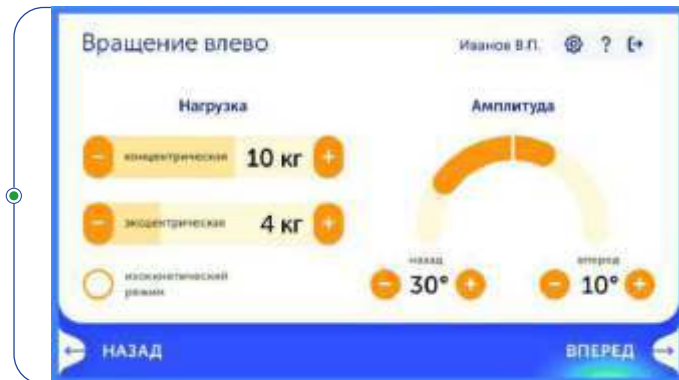 Вращение влево
Иванов В.П. ?
Нагрузка
Амплитуда
концентрическая 10 кг
эксцентрическая 4 кг
изокинетический
режим
назад
30°
вперед
10°
НАЗАД
ВПЕРЕД